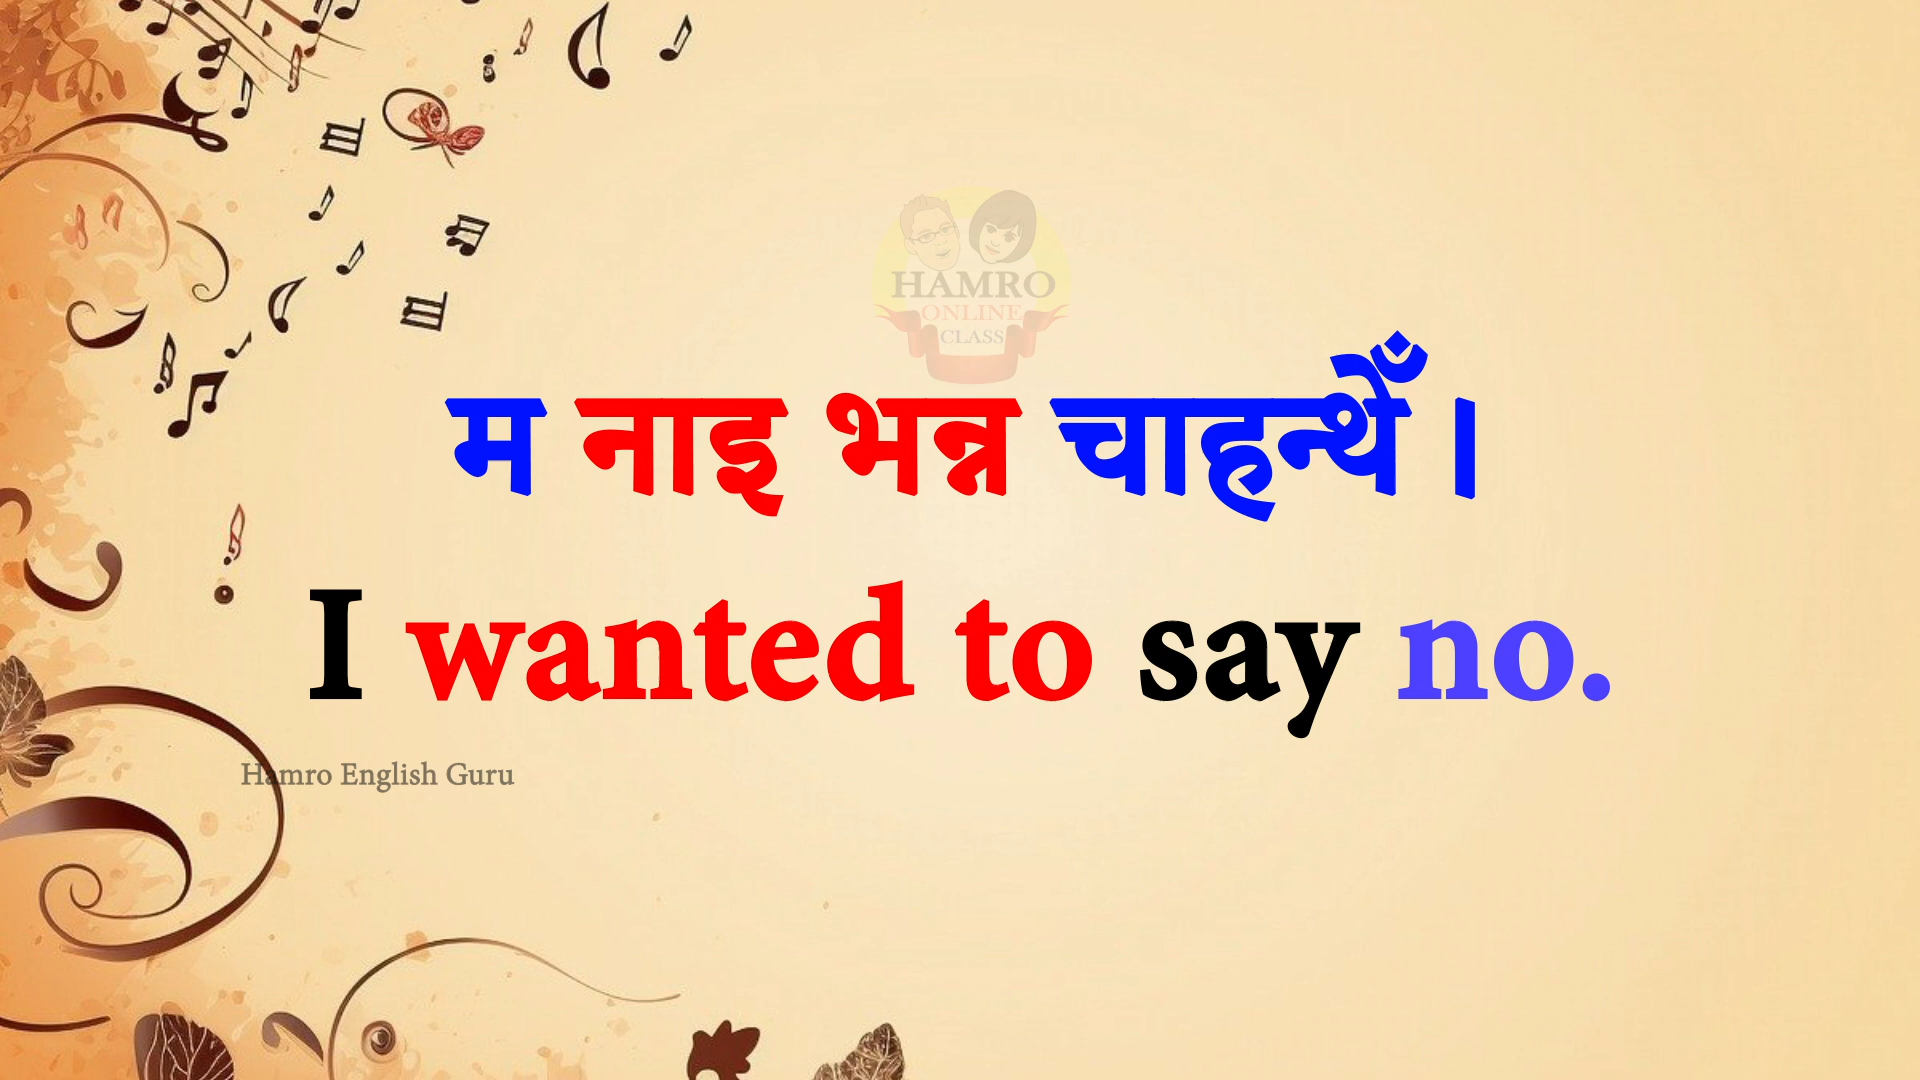 HAMRO
ONLINE
CLASS
म नाइ भन्न चाहन्थेँ ।
I wanted to say no.
Hamro English Guru